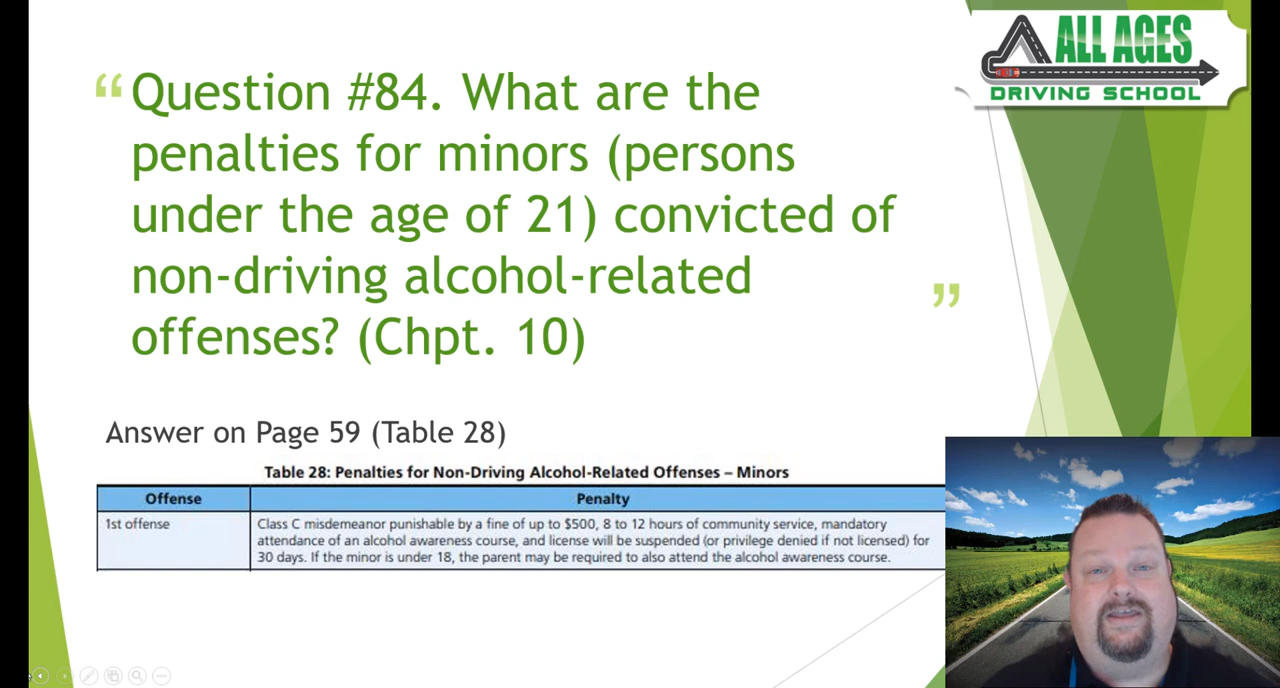 ALL AGES
DRIVING SCHOOL
“Question #84. What are the
penalties for minors (persons
under the age of 21) convicted of
non-driving alcohol-related
offenses? (Chpt. 10)
”
Answer on Page 59 (Table 28)
Table 28: Penalties for Non-Driving Alcohol-Related Offenses – Minors
Offense Penalty
1st offense Class C misdemeanor punishable by a fine of up to $500, 8 to 12 hours of community service, mandatory
attendance of an alcohol awareness course, and license will be suspended (or privilege denied if not licensed) for
30 days. If the minor is under 18, the parent may be required to also attend the alcohol awareness course.